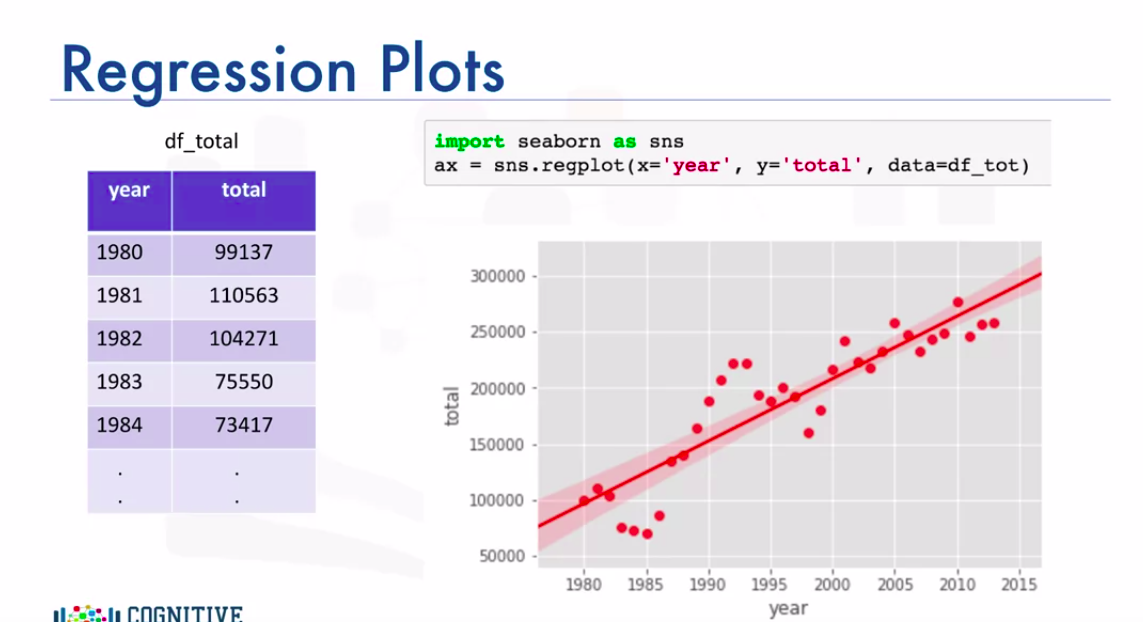 Regression Plots
df_total
year total
1980 99137
1981 110563
1982 104271
1983 75550
1984 73417
. .
. .
import seaborn as sns
ax = sns.regplot(x='year', y='total', data=df_tot)
300000
250000
200000
150000
100000
50000
total
1980 1985 1990 1995 2000 2005 2010 2015
year
COGNITIVE